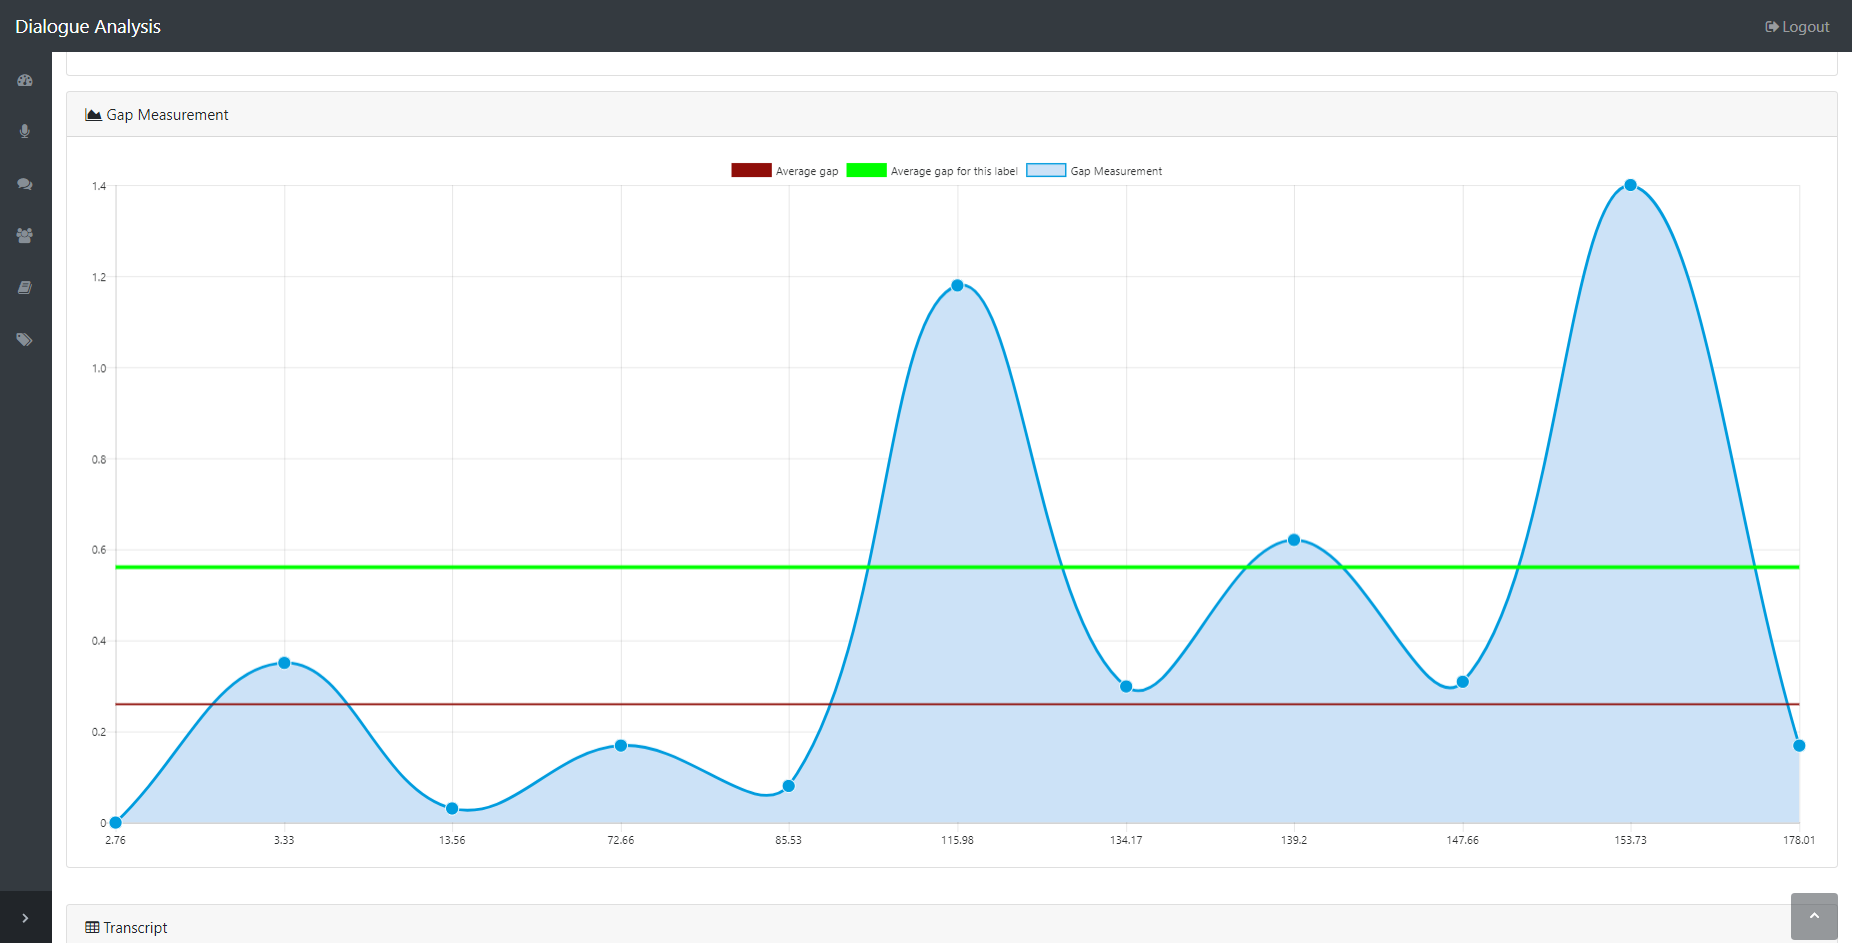 Dialogue Analysis
Logout
Gap Measurement
Average gap
Average gap for this label
Gap Measurement
1.4
1.2
1.0
0.8
0.6
0.4
0.2
0
2.76
3.33
13.56
72.66
85.53
115.98
134.17
139.2
147.66
153.73
178.01
Transcript